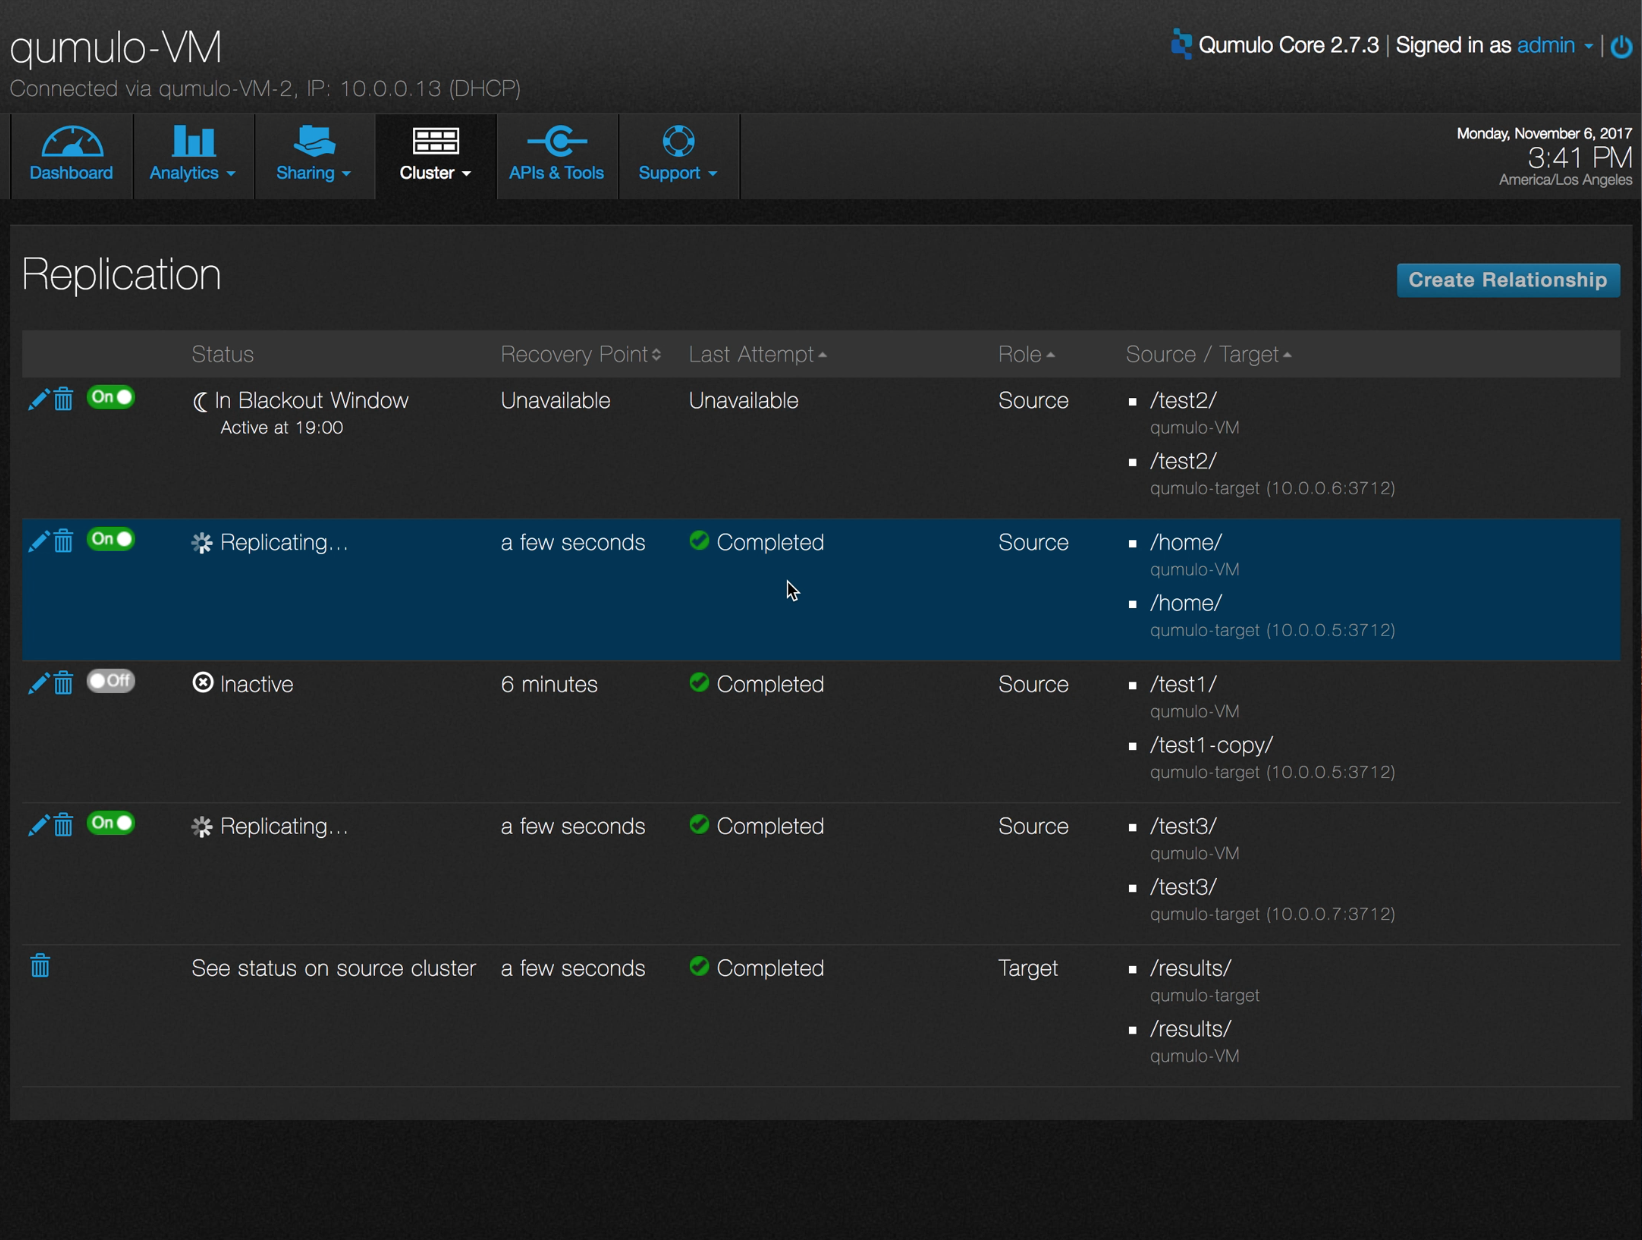 qumulo-VM
Qumulo Core 2.7.3 | Signed in as admin
Connected via qumulo-VM-2, IP: 10.0.0.13 (DHCP)
Dashboard Analytics Sharing Cluster APIs & Tools Support
Monday, November 6, 2017
3:41 PM
America/Los Angeles
Replication
Create Relationship
Status Recovery Point Last Attempt Role Source / Target
On In Blackout Window Unavailable Unavailable Source /test2/
Active at 19:00 qumulo-VM
/test2/
qumulo-target (10.0.0.6:3712)
On Replicating... a few seconds Completed Source /home/
qumulo-VM
/home/
qumulo-target (10.0.0.5:3712)
Off Inactive 6 minutes Completed Source /test1/
qumulo-VM
/test1-copy/
qumulo-target (10.0.0.5:3712)
On Replicating... a few seconds Completed Source /test3/
qumulo-VM
/test3/
qumulo-target (10.0.0.7:3712)
See status on source cluster a few seconds Completed Target /results/
qumulo-target
/results/
qumulo-VM